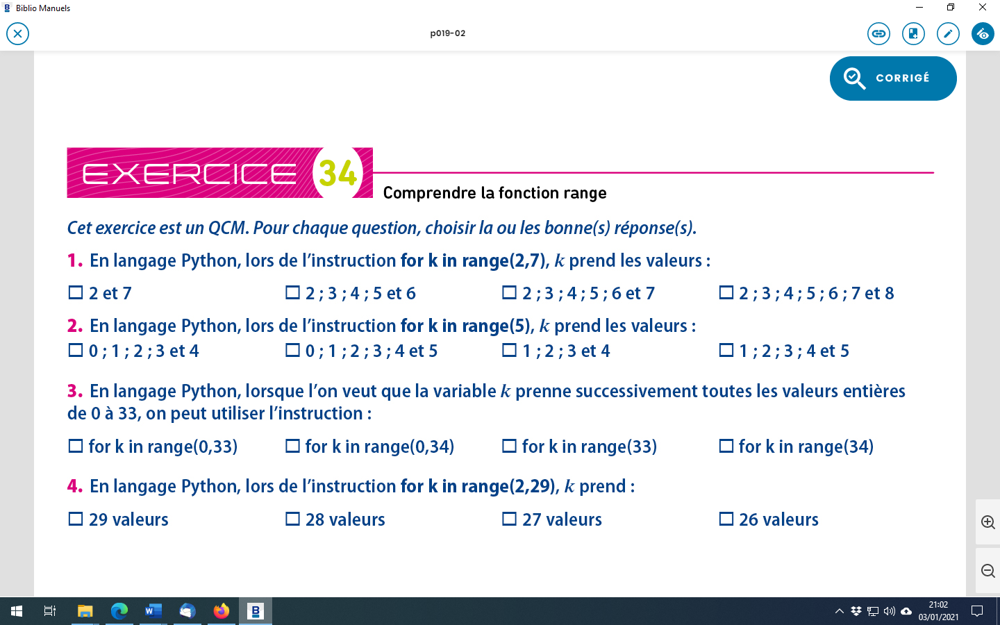 Biblio Manuels
p019-02
CORRIGÉ
EXERCICE 34
Comprendre la fonction range
Cet exercice est un QCM. Pour chaque question, choisir la ou les bonne(s) réponse(s).
1. En langage Python, lors de l’instruction for k in range(2,7), k prend les valeurs :
2 et 7 2 ; 3 ; 4 ; 5 et 6 2 ; 3 ; 4 ; 5 ; 6 et 7 2 ; 3 ; 4 ; 5 ; 6 ; 7 et 8
2. En langage Python, lors de l’instruction for k in range(5), k prend les valeurs :
0 ; 1 ; 2 ; 3 et 4 0 ; 1 ; 2 ; 3 ; 4 et 5 1 ; 2 ; 3 et 4 1 ; 2 ; 3 ; 4 et 5
3. En langage Python, lorsque l’on veut que la variable k prenne successivement toutes les valeurs entières
de 0 à 33, on peut utiliser l’instruction :
for k in range(0,33) for k in range(0,34) for k in range(33) for k in range(34)
4. En langage Python, lors de l’instruction for k in range(2,29), k prend :
29 valeurs 28 valeurs 27 valeurs 26 valeurs
21:02
03/01/2021